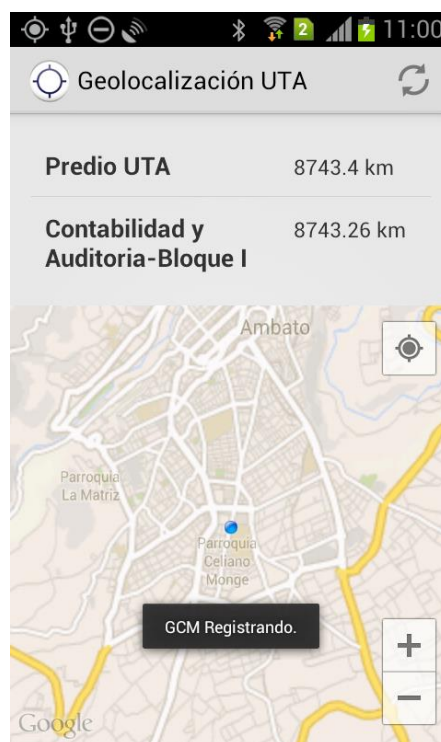 2
11:00
Geolocalización UTA
Predio UTA
8743.4 km
Contabilidad y
8743.26 km
Auditoria-Bloque I
Ambato
Parroquia
La Matriz
Parroquia
Celiano
Monge
GCM Registrando.
Google